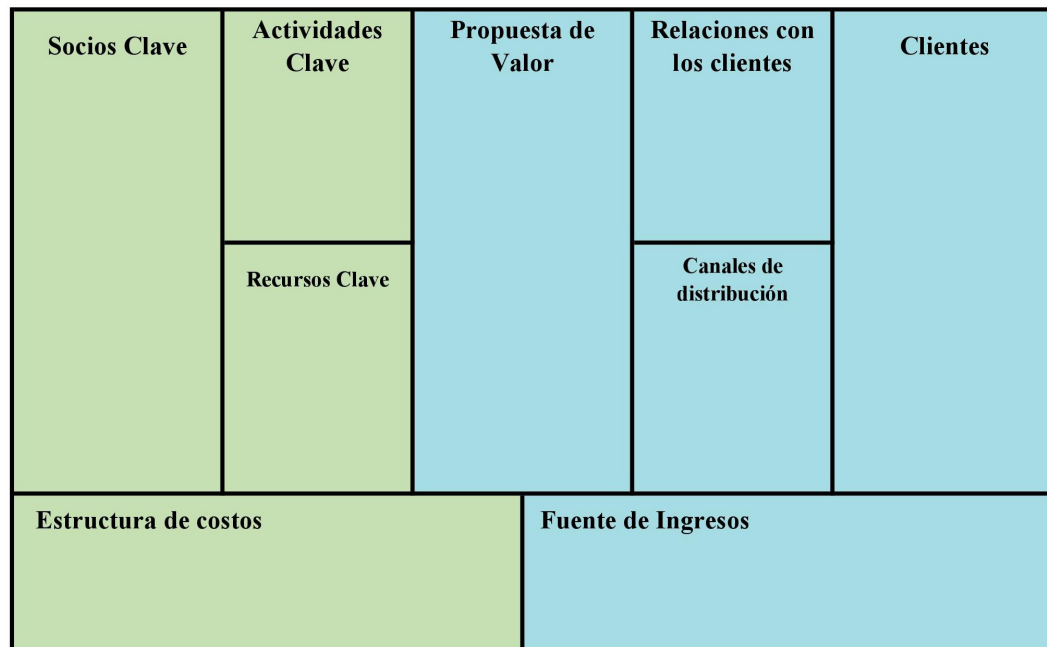 Socios Clave
Actividades
Clave
Recursos Clave
Propuesta de
Valor
Relaciones con
los clientes
Canales de
distribución
Clientes
Estructura de costos
Fuente de Ingresos